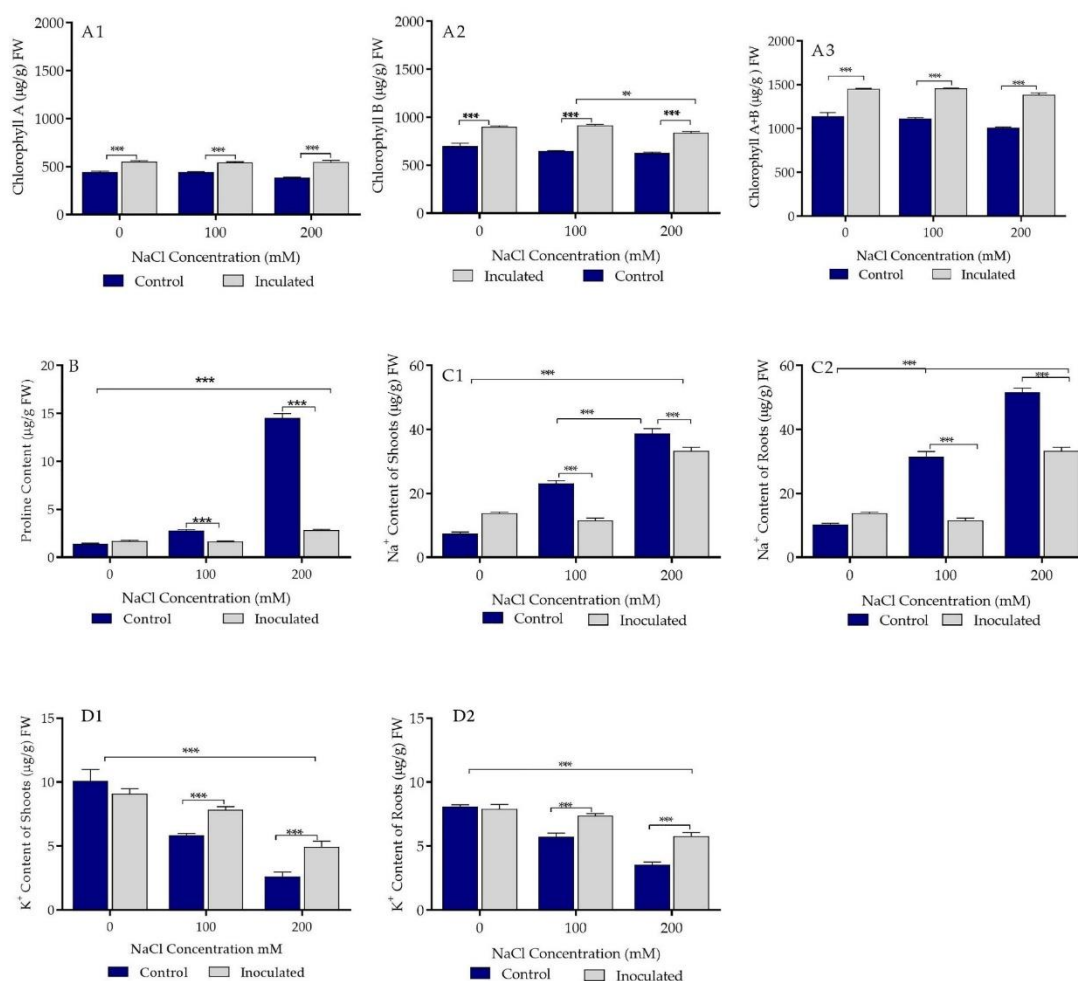 A1
Chlorophyll A (µg/g) FW
2000
1500
1000
500
0
***
***
***
0 100 200
NaCl Concentration (mM)
Control Inculated
A2
Chlorophyll B (µg/g) FW
2000
1500
1000
500
0
**
***
***
***
0 100 200
NaCl Concentration (mM)
Inculated Control
A3
Chlorophyll A+B (µg/g ) FW
2000
1500
1000
500
0
***
***
***
0 100 200
NaCl Concentration (mM)
Control Inculated
B
Proline Content (µg/g FW)
20
15
10
5
0
***
***
***
0 100 200
NaCl Concentration (mM)
Control Inoculated
C1
Na+ Content of Shoots (µg/g) FW
60
40
20
0
***
***
***
***
0 100 200
NaCl Concentration (mM)
Control Inoculated
C2
Na+ Content of Roots (µg/g) FW
60
40
20
0
***
***
***
0 100 200
NaCl Concentration (mM)
Control Inoculated
D1
K+ Content of Shoots (µg/g) FW
15
10
5
0
***
***
***
0 100 200
NaCl Concentration mM
Control Inoculated
D2
K+ Content of Roots (µg/g) FW
15
10
5
0
***
***
***
0 100 200
NaCl Concentration (mM)
Control Inoculated